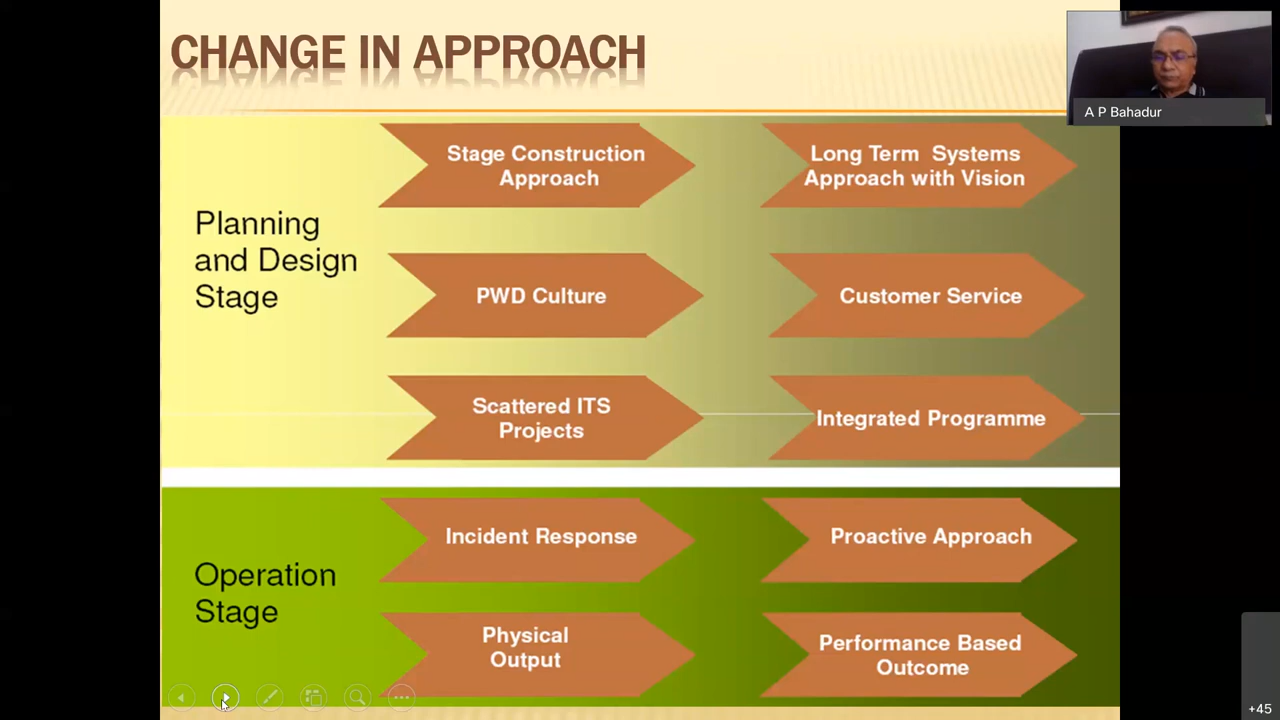 CHANGE IN APPROACH
A P Bahadur
Planning
and Design
Stage
Stage Construction
Approach
Long Term Systems
Approach with Vision
PWD Culture
Customer Service
Scattered ITS
Projects
Integrated Programme
Operation
Stage
Incident Response
Proactive Approach
Physical
Output
Performance Based
Outcome
+45